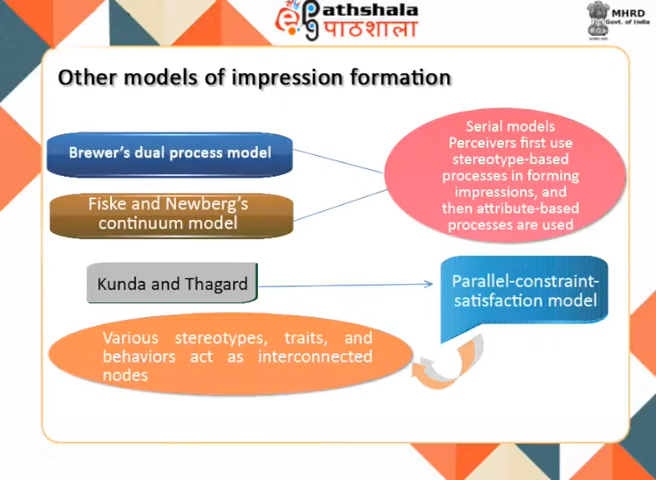 ePathshala
पाठशाला
MHRD
Govt. of India
Other models of impression formation
Brewer's dual process model
Fiske and Newberg's
continuum model
Serial models
Perceivers first use
stereotype-based
processes in forming
impressions, and
then attribute-based
processes are used
Kunda and Thagard
Parallel-constraint-
satisfaction model
Various stereotypes, traits, and
behaviors act as interconnected
nodes